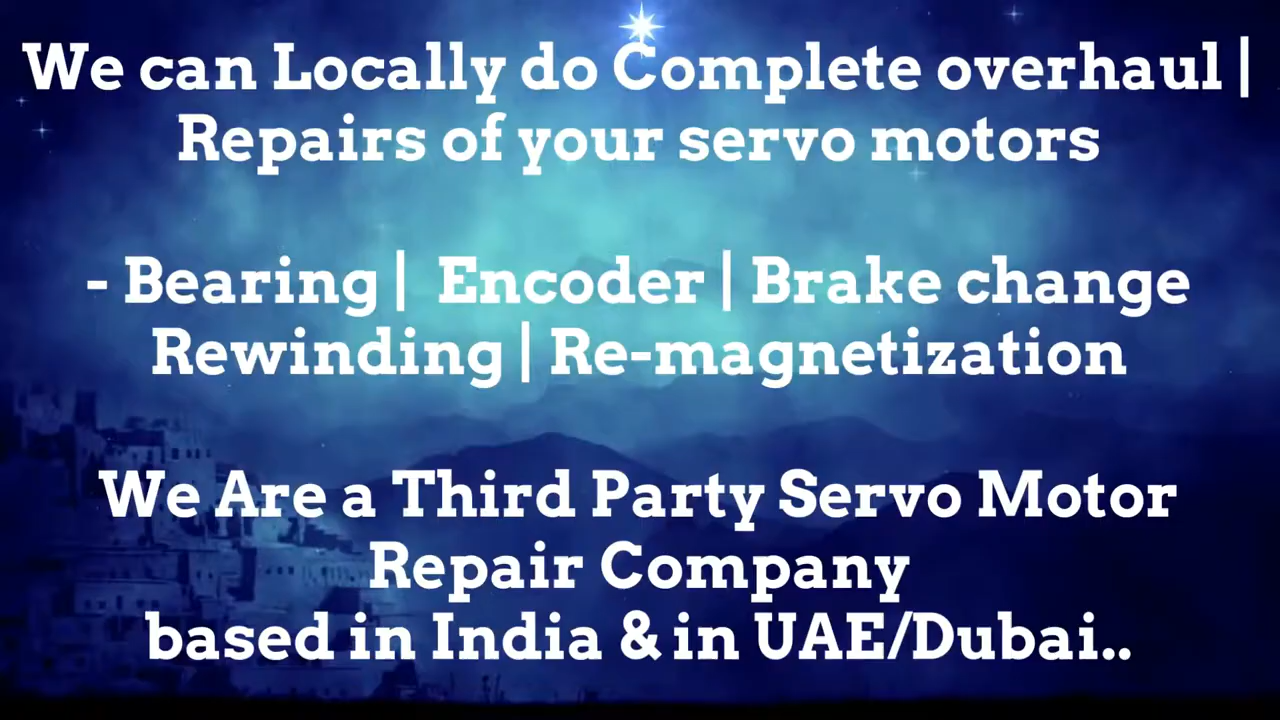 We can Locally do Complete overhaul |
Repairs of your servo motors
- Bearing | Encoder | Brake change
Rewinding | Re-magnetization
We Are a Third Party Servo Motor
Repair Company
based in India & in UAE/Dubai..